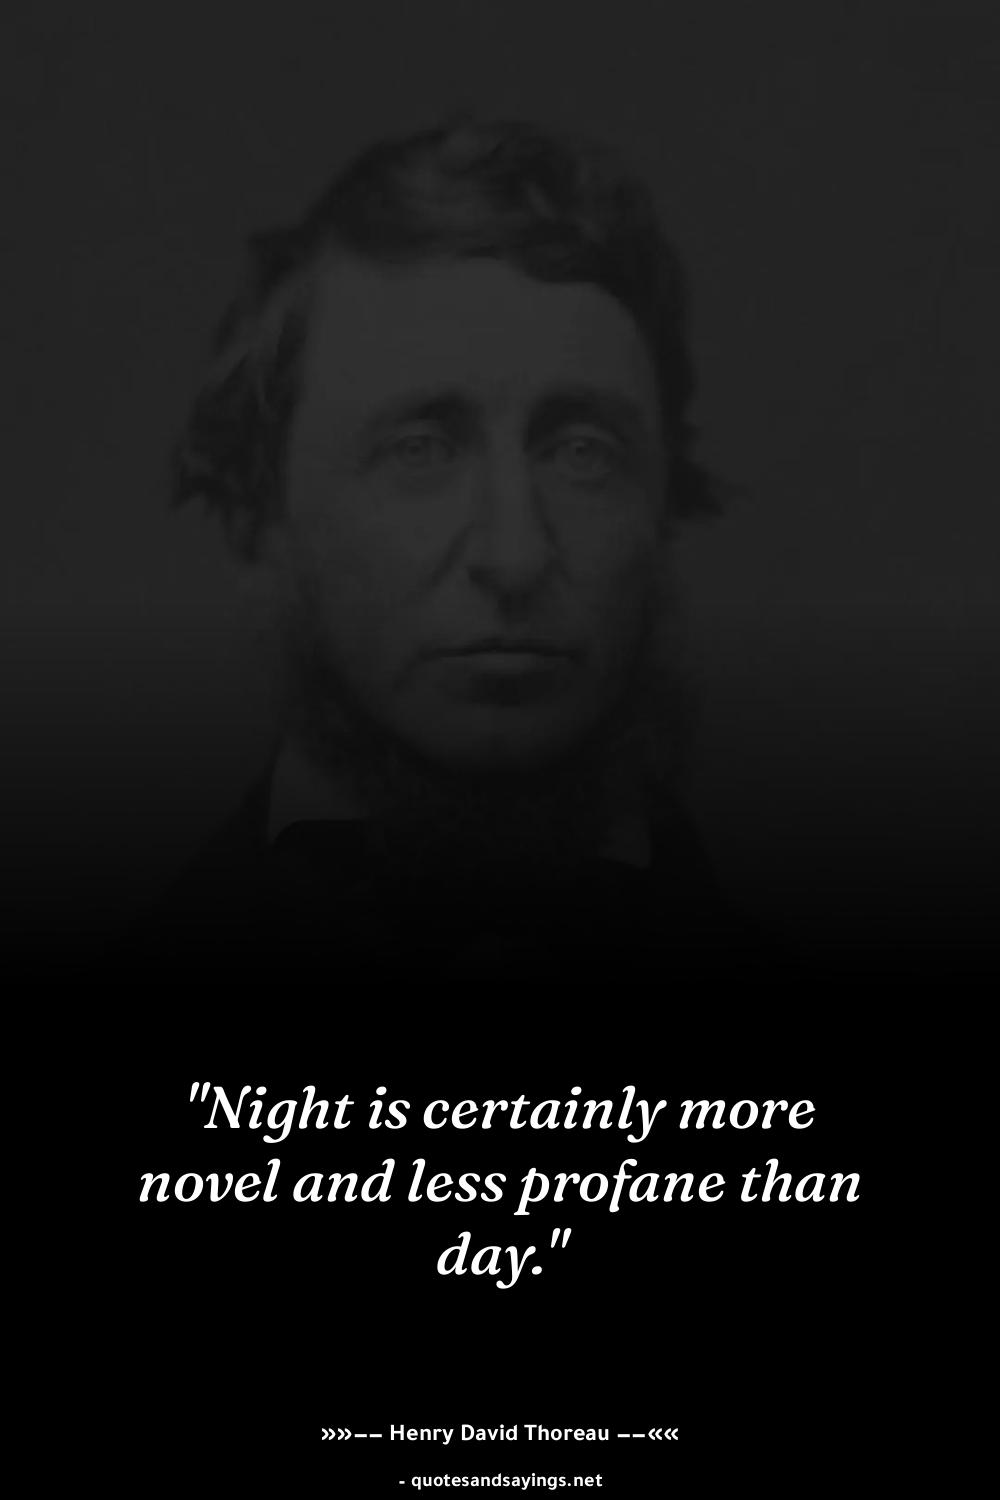 "Night is certainly more
novel and less profane than
day."
»»–– Henry David Thoreau ––««
- quotesandsayings.net